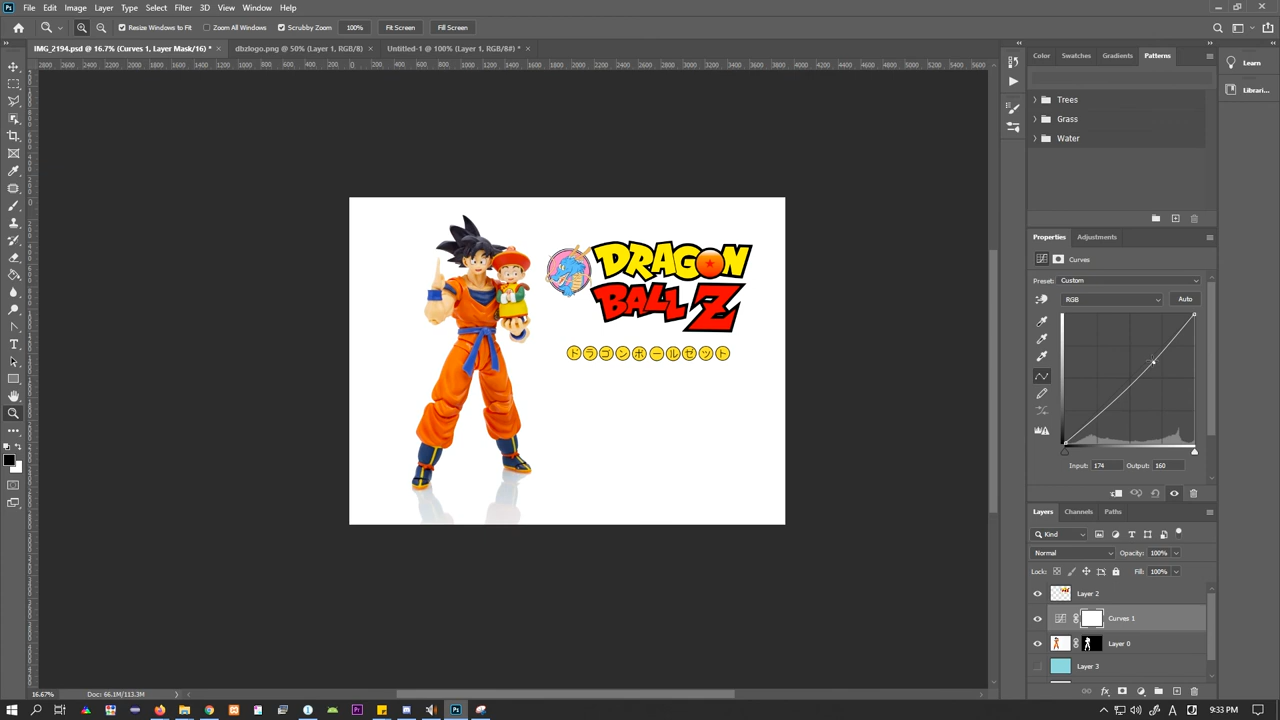 File Edit Image Layer Type Select Filter 3D View Window Help
Resize Windows to Fit Zoom All Windows Scrubby Zoom 100% Fit Screen Fill Screen
IMG_2194.psd @ 16.7% (Curves 1, Layer Mask/16) * × dbzlogo.png @ 50% (Layer 1, RGB/8) × Untitled-1 @ 100% (Layer 1, RGB/8#) * ×
Color Swatches Gradients Patterns
Learn
Librari...
Trees
Grass
Water
Properties Adjustments
Curves
Preset: Custom
RGB Auto
Input: 174 Output: 160
DRAGON
BALL Z
ドラゴンボールゼット
Layers Channels Paths
Kind
Normal Opacity: 100%
Lock: Fill: 100%
Layer 2
Curves 1
Layer 0
Layer 3
16.67% Doc: 66.1M/113.3M
9:33 PM